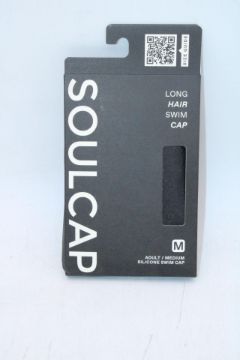 SOULCAP
LONG
HAIR
SWIM
CAP
M
ADULT / MEDIUM
SILICONE SWIM CAP